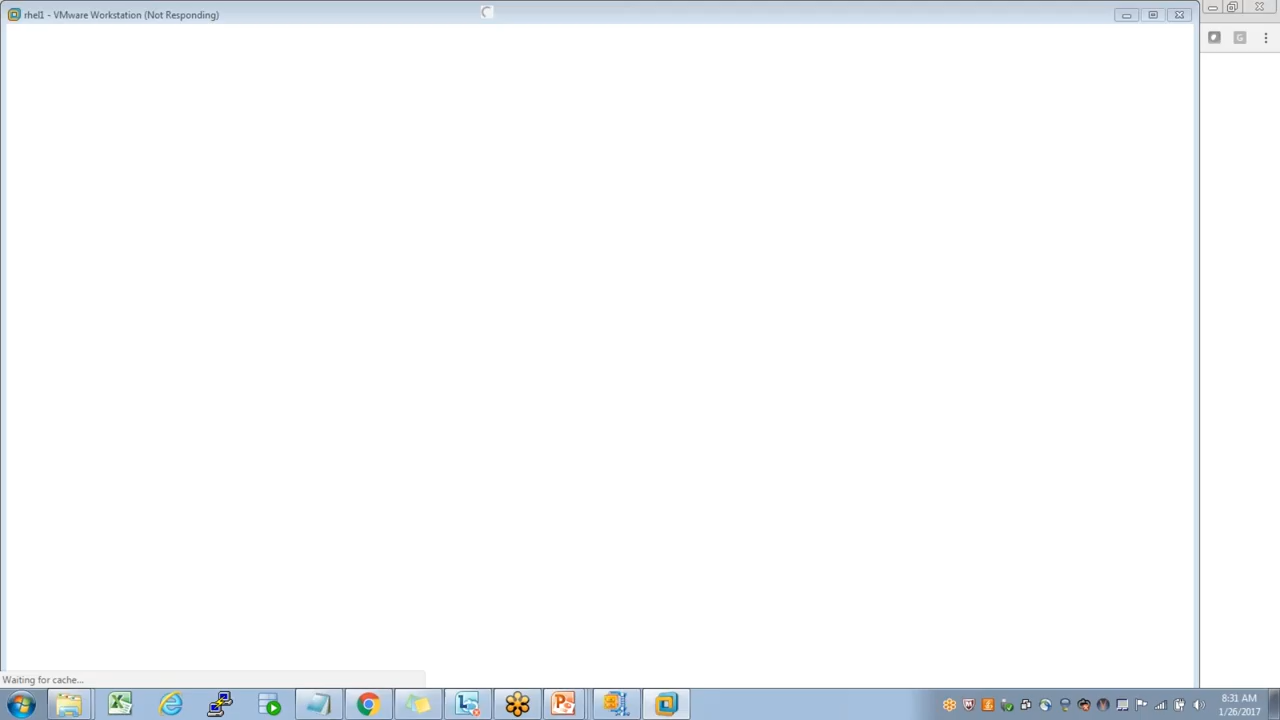 rhel1 - VMware Workstation (Not Responding)
G
Waiting for cache...
8:31 AM
1/26/2017